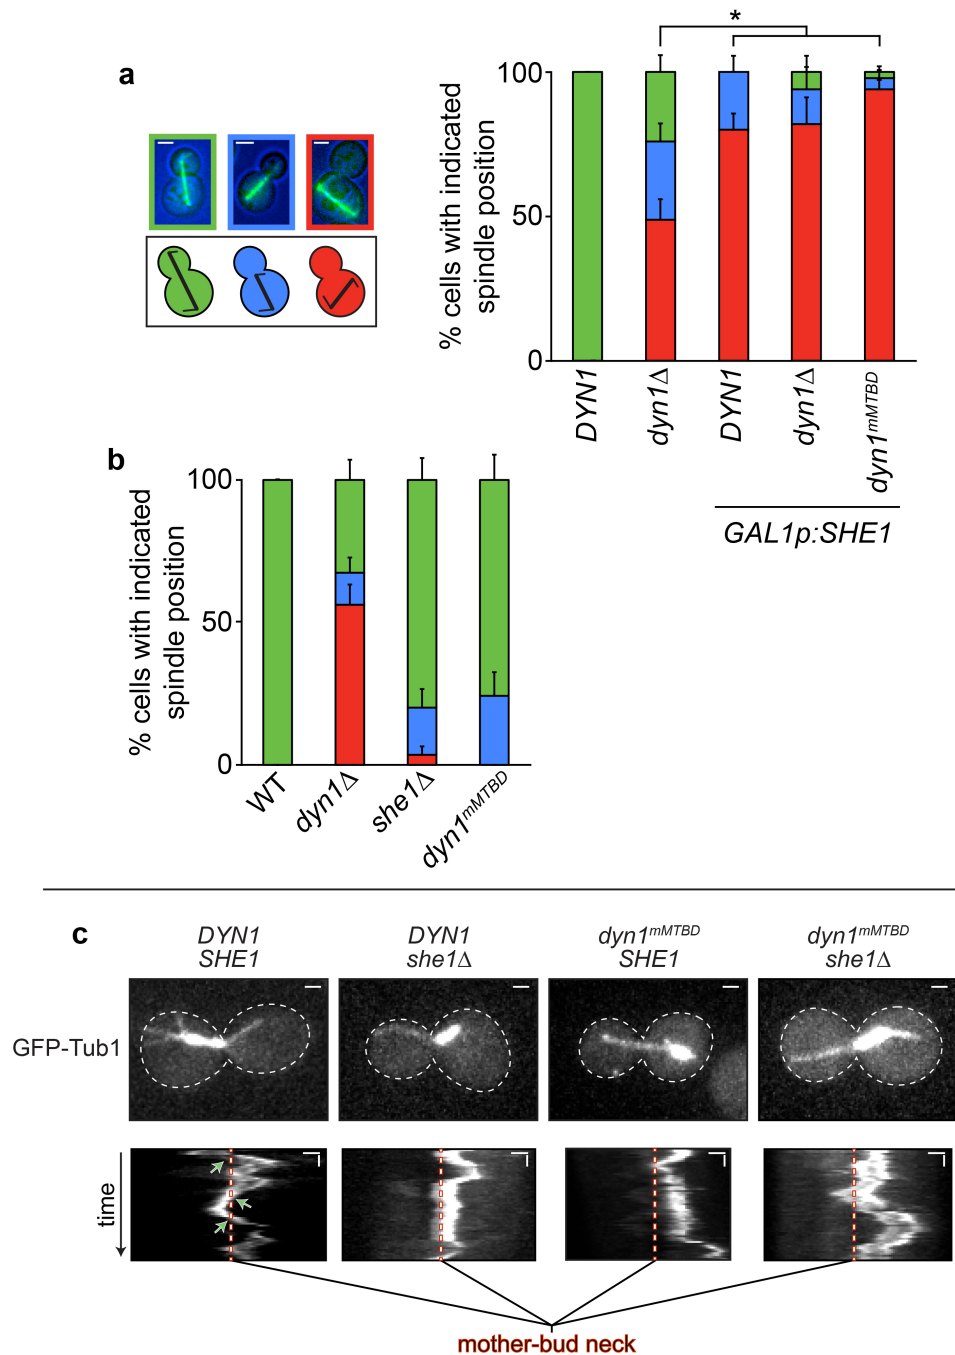 a
% cells with indicated
spindle position
100
50
0
*
DYN1
dyn1Δ
DYN1
dyn1Δ
dyn1mMTBD
GAL1p:SHE1
b
% cells with indicated
spindle position
100
50
0
WT
dyn1Δ
she1Δ
dyn1mMTBD
c
DYN1
SHE1
DYN1
she1Δ
dyn1mMTBD
SHE1
dyn1mMTBD
she1Δ
GFP-Tub1
time
mother-bud neck